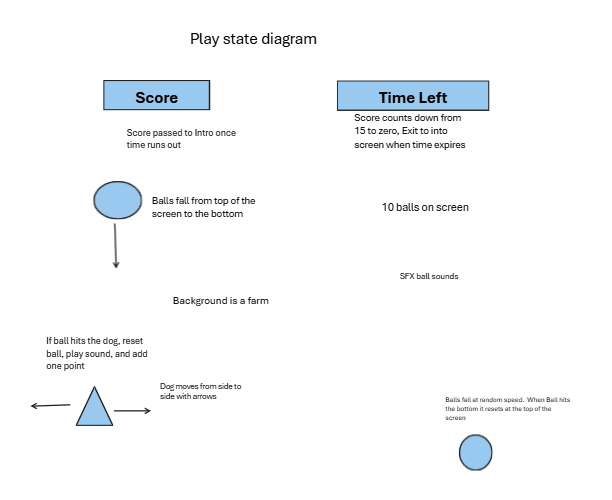 Play state diagram
Score
Time Left
Score passed to Intro once
time runs out
Score counts down from
15 to zero, Exit to into
screen when time expires
Balls fall from top of the
screen to the bottom
10 balls on screen
SFX ball sounds
Background is a farm
If ball hits the dog, reset
ball, play sound, and add
one point
Dog moves from side to
side with arrows
Balls fall at random speed.  When Ball hits
the bottom it resets at the top of the
screen